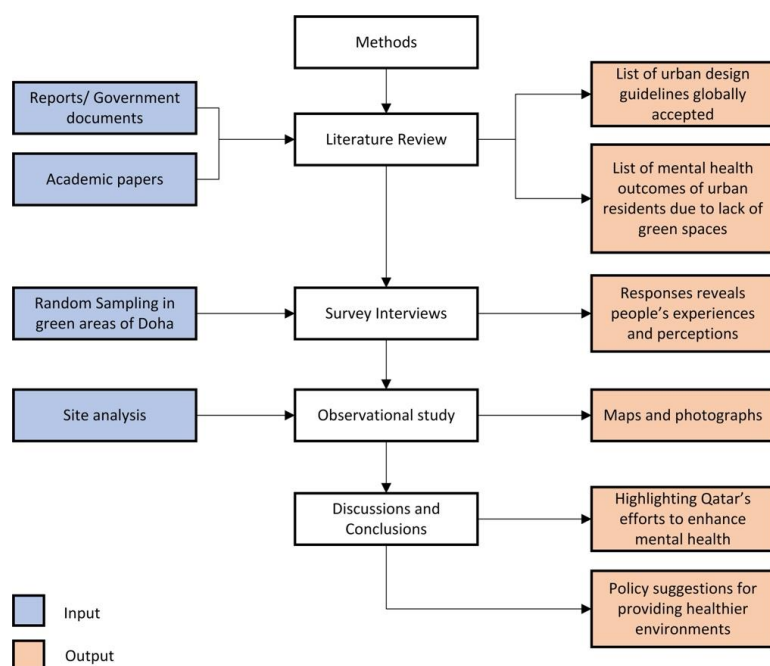 Methods
Reports/ Government
documents
Academic papers
Literature Review
List of urban design
guidelines globally
accepted
List of mental health
outcomes of urban
residents due to lack of
green spaces
Random Sampling in
green areas of Doha
Survey Interviews
Responses reveals
people's experiences
and perceptions
Site analysis
Observational study
Maps and photographs
Discussions and
Conclusions
Highlighting Qatar's
efforts to enhance
mental health
Policy suggestions for
providing healthier
environments
Input
Output